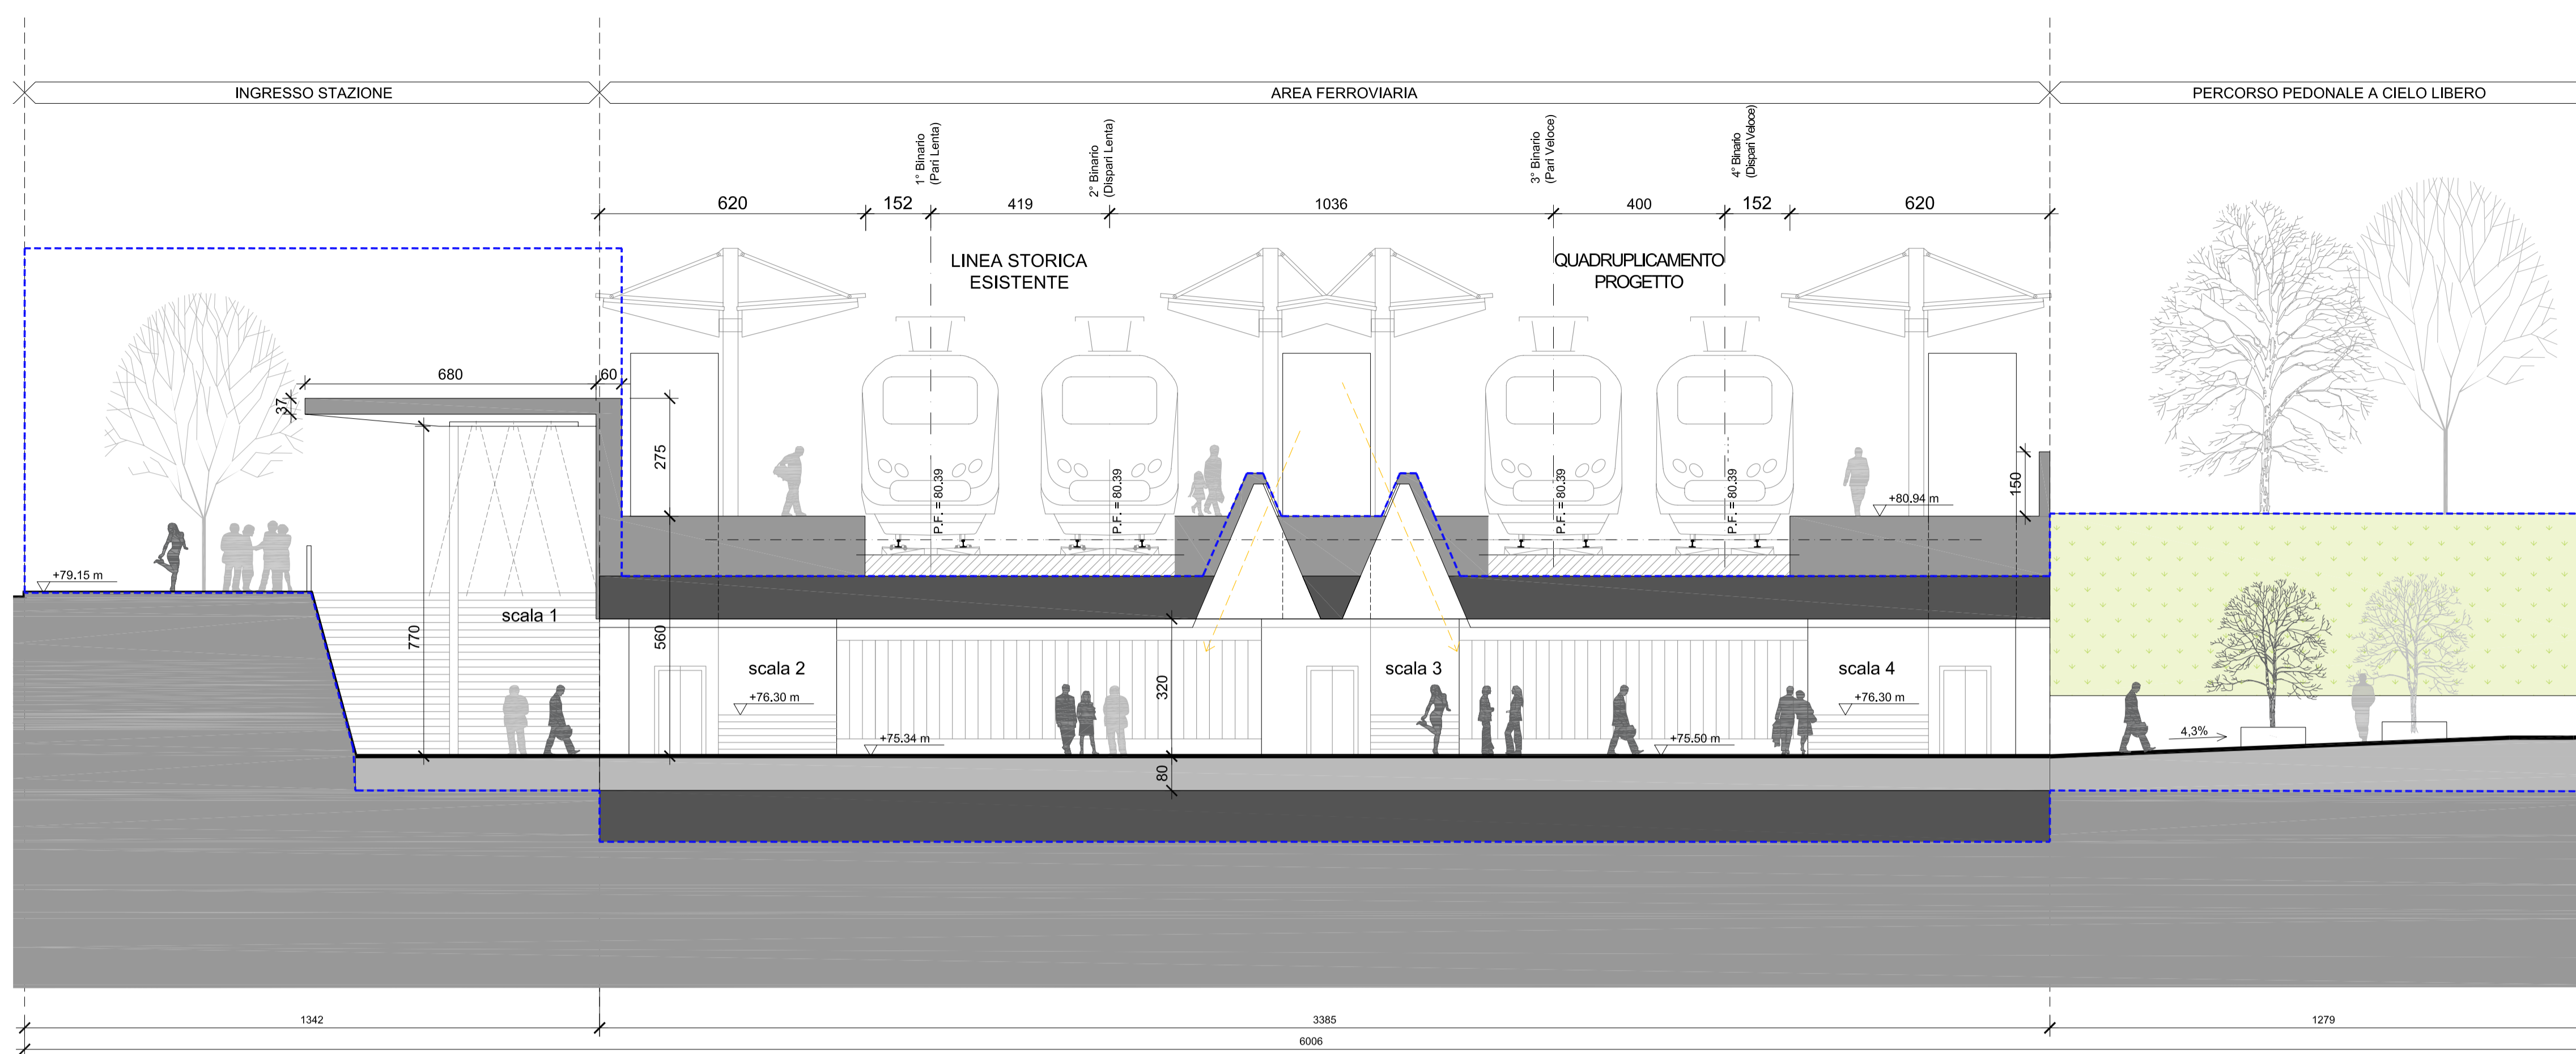 INGRESSO STAZIONE
AREA FERROVIARIA
PERCORSO PEDONALE A CIELO LIBERO
1° Binario
(Pari Lenta)
2° Binario
(Dispari Lenta)
3° Binario
(Pari Veloce)
4° Binario
(Dispari Veloce)
620
152
419
1036
400
152
620
LINEA STORICA
ESISTENTE
QUADRUPLICAMENTO
PROGETTO
680
60
37
275
150
P.F. = 80.39
P.F. = 80.39
P.F. = 80.39
P.F. = 80.39
+80.94 m
+79.15 m
scala 1
770
560
scala 2
+76.30 m
+75.34 m
320
80
scala 3
+75.50 m
scala 4
+76.30 m
4,3%
1342
3385
1279
6006